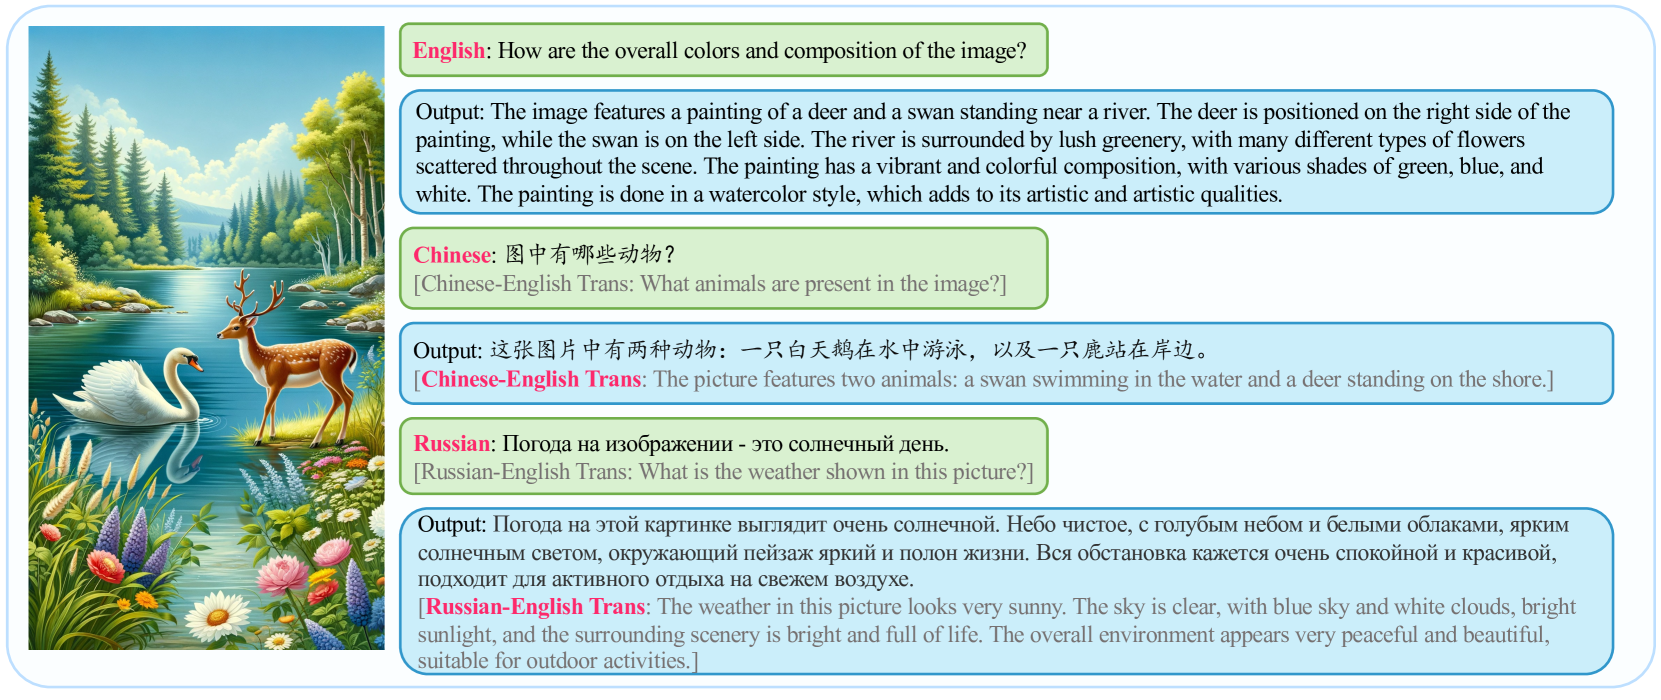 English: How are the overall colors and composition of the image?
Output: The image features a painting of a deer and a swan standing near a river. The deer is positioned on the right side of the
painting, while the swan is on the left side. The river is surrounded by lush greenery, with many different types of flowers
scattered throughout the scene. The painting has a vibrant and colorful composition, with various shades of green, blue, and
white. The painting is done in a watercolor style, which adds to its artistic and artistic qualities.
Chinese: 图中有哪些动物?
[Chinese-English Trans: What animals are present in the image?]
Output: 这张图片中有两种动物：一只白天鹅在水中游泳，以及一只鹿站在岸边。
[Chinese-English Trans: The picture features two animals: a swan swimming in the water and a deer standing on the shore.]
Russian: Погода на изображении - это солнечный день.
[Russian-English Trans: What is the weather shown in this picture?]
Output: Погода на этой картинке выглядит очень солнечной. Небо чистое, с голубым небом и белыми облаками, ярким
солнечным светом, окружающий пейзаж яркий и полон жизни. Вся обстановка кажется очень спокойной и красивой,
подходит для активного отдыха на свежем воздухе.
[Russian-English Trans: The weather in this picture looks very sunny. The sky is clear, with blue sky and white clouds, bright
sunlight, and the surrounding scenery is bright and full of life. The overall environment appears very peaceful and beautiful,
suitable for outdoor activities.]